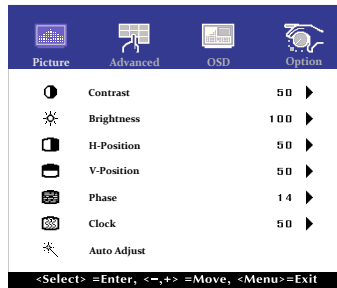 Picture Advanced OSD Option
Contrast 50
Brightness 100
H-Position 50
V-Position 50
Phase 14
Clock 50
Auto Adjust
<Select> =Enter, <−,+> =Move, <Menu>=Exit